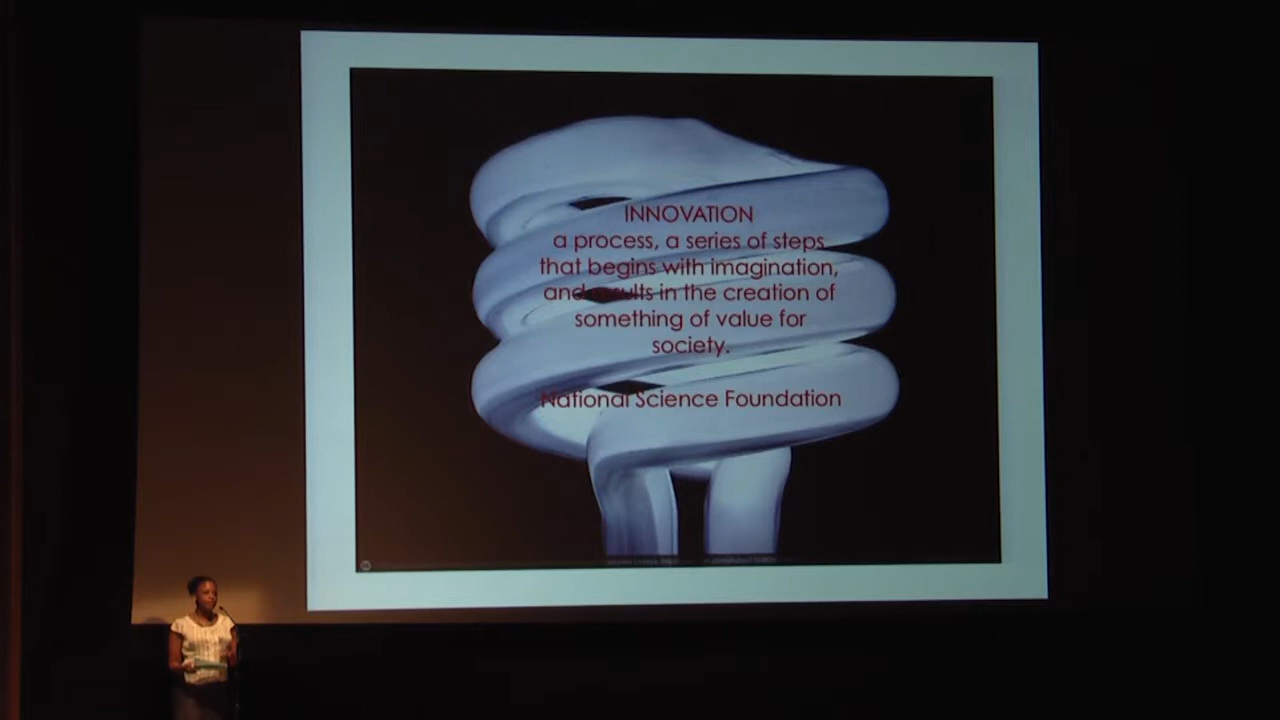 INNOVATION
a process, a series of steps
that begins with imagination,
and results in the creation of
something of value for
society.
National Science Foundation